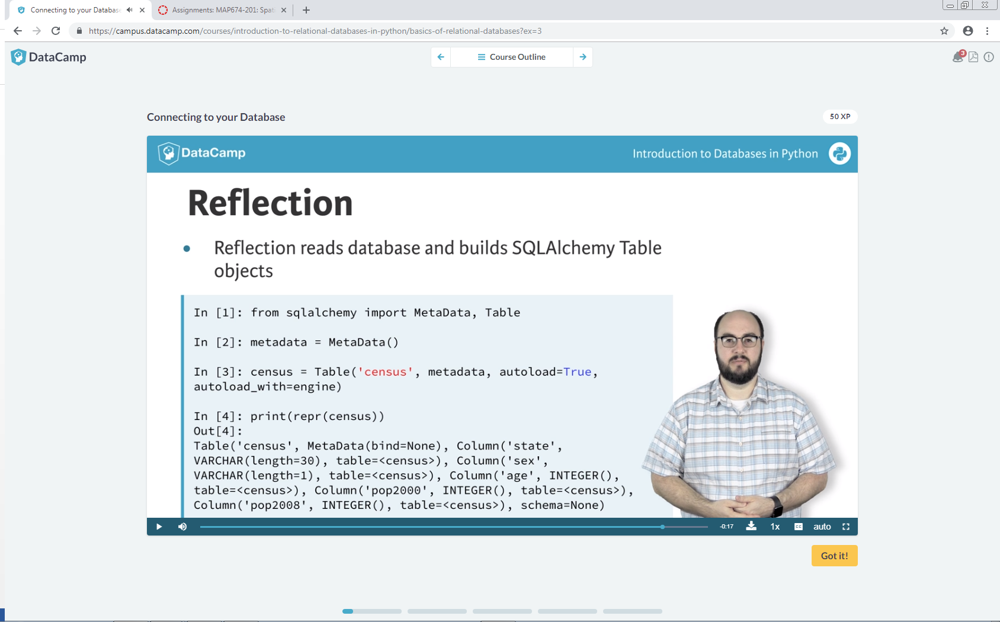 Connecting to your Database
Assignments: MAP674-201: Spat
https://campus.datacamp.com/courses/introduction-to-relational-databases-in-python/basics-of-relational-databases?ex=3
DataCamp
Course Outline
3
Connecting to your Database
50 XP
DataCamp
Introduction to Databases in Python
Reflection
• Reflection reads database and builds SQLAlchemy Table
objects
In [1]: from sqlalchemy import MetaData, Table
In [2]: metadata = MetaData()
In [3]: census = Table('census', metadata, autoload=True,
autoload_with=engine)
In [4]: print(repr(census))
Out[4]:
Table('census', MetaData(bind=None), Column('state',
VARCHAR(length=30), table=<census>), Column('sex',
VARCHAR(length=1), table=<census>), Column('age', INTEGER(),
table=<census>), Column('pop2000', INTEGER(), table=<census>),
Column('pop2008', INTEGER(), table=<census>), schema=None)
-0:17
1x
CC
auto
Got it!